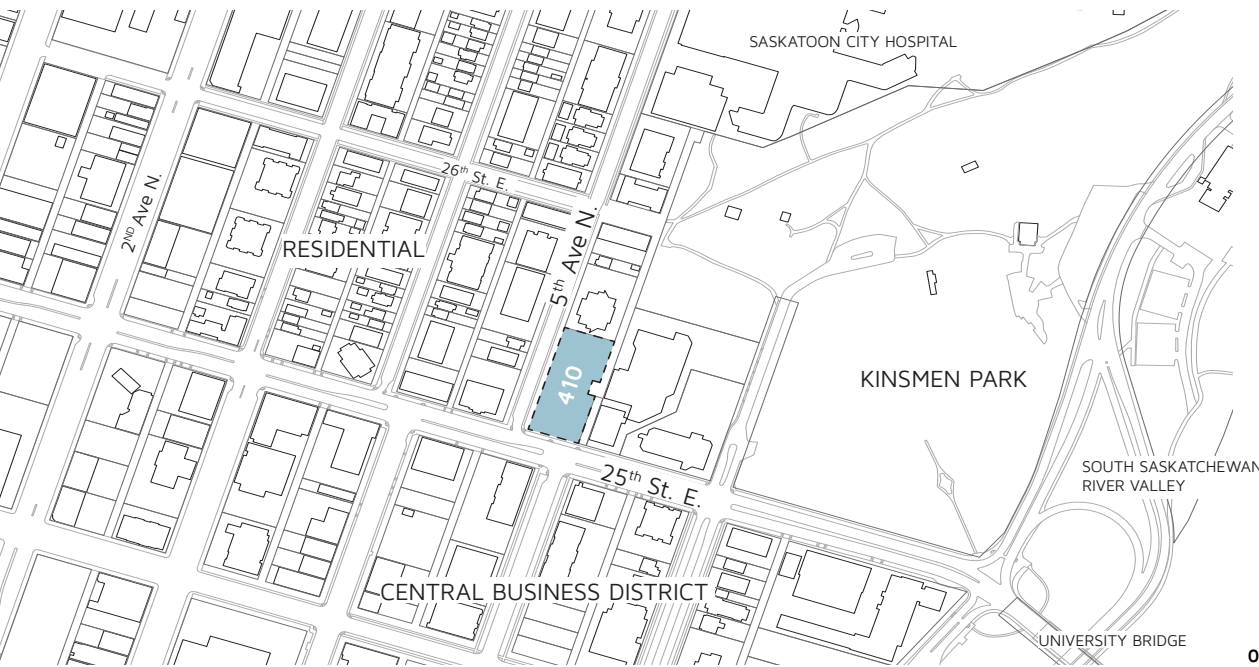 SASKATOON CITY HOSPITAL
26th St. E.
2ND Ave N.
5th Ave N.
RESIDENTIAL
410
KINSMEN PARK
25th St. E.
SOUTH SASKATCHEWAN
RIVER VALLEY
CENTRAL BUSINESS DISTRICT
UNIVERSITY BRIDGE
0